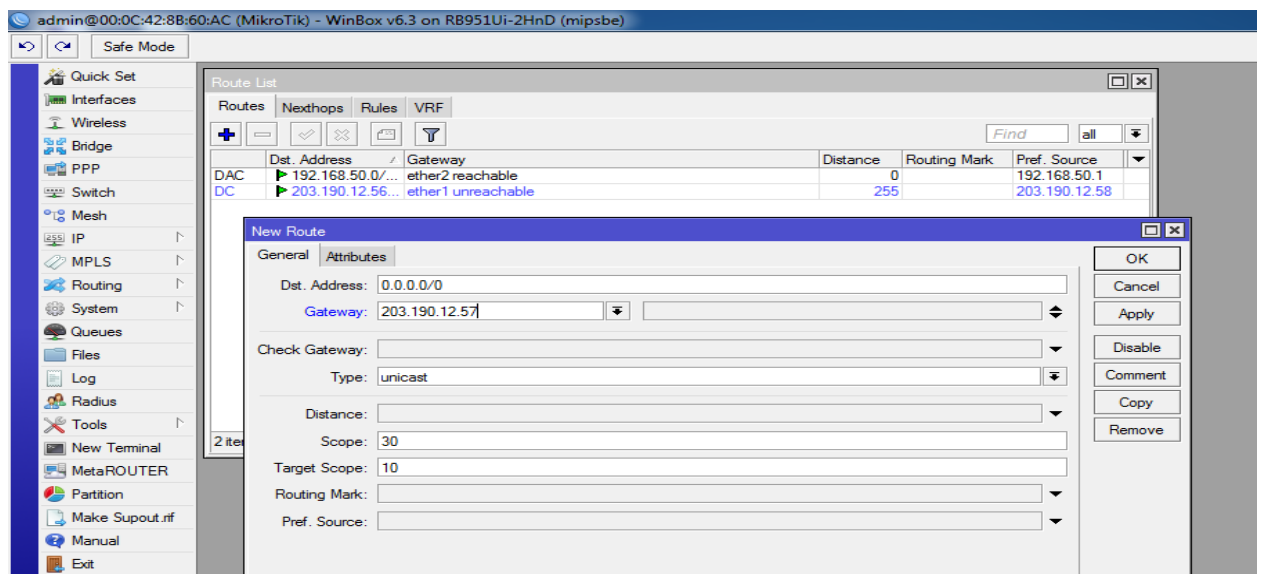 admin@00:0C:42:8B:60:AC (MikroTik) - WinBox v6.3 on RB951Ui-2HnD (mipsbe)
Safe Mode
Quick Set
Interfaces
Wireless
Bridge
PPP
Switch
Mesh
IP
MPLS
Routing
System
Queues
Files
Log
Radius
Tools
New Terminal
MetaROUTER
Partition
Make Supout.rif
Manual
Exit
Route List
Routes Nexthops Rules VRF
Find all
Dst. Address Gateway Distance Routing Mark Pref. Source
DAC 192.168.50.0/... ether2 reachable 0 192.168.50.1
DC 203.190.12.56... ether1 unreachable 255 203.190.12.58
2 iter
New Route
General Attributes
Dst. Address: 0.0.0.0/0
Gateway: 203.190.12.57
Check Gateway:
Type: unicast
Distance:
Scope: 30
Target Scope: 10
Routing Mark:
Pref. Source:
OK
Cancel
Apply
Disable
Comment
Copy
Remove